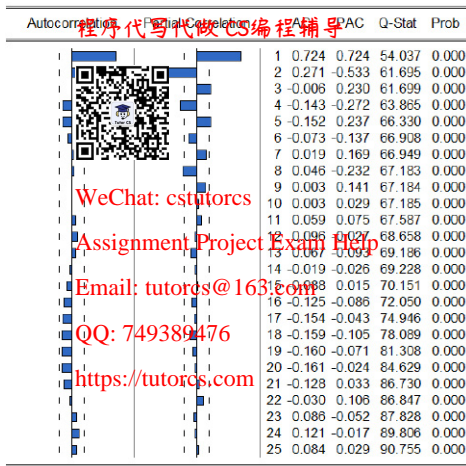 Autocorrelation Partial Correlation AC PAC Q-Stat Prob
程序代写代做 CS编程辅导
1 0.724 0.724 54.037 0.000
2 0.271 -0.533 61.695 0.000
3 -0.006 0.230 61.699 0.000
4 -0.143 -0.272 63.865 0.000
5 -0.152 0.237 66.330 0.000
6 -0.073 -0.137 66.908 0.000
7 0.019 0.169 66.949 0.000
8 0.046 -0.232 67.183 0.000
9 0.003 0.141 67.184 0.000
WeChat: cstutorcs
10 0.003 0.029 67.185 0.000
11 0.059 0.075 67.587 0.000
12 0.096 -0.027 68.658 0.000
Assignment Project Exam Help
13 0.067 -0.093 69.186 0.000
14 -0.019 -0.026 69.228 0.000
Email: tutorcs@163.com
15 -0.088 0.015 70.151 0.000
16 -0.125 -0.086 72.050 0.000
17 -0.154 -0.043 74.946 0.000
QQ: 749389476
18 -0.159 -0.105 78.089 0.000
19 -0.160 -0.071 81.308 0.000
https://tutorcs.com
20 -0.161 -0.024 84.629 0.000
21 -0.128 0.033 86.730 0.000
22 -0.030 0.106 86.847 0.000
23 0.086 -0.052 87.828 0.000
24 0.121 -0.017 89.806 0.000
25 0.084 0.029 90.755 0.000